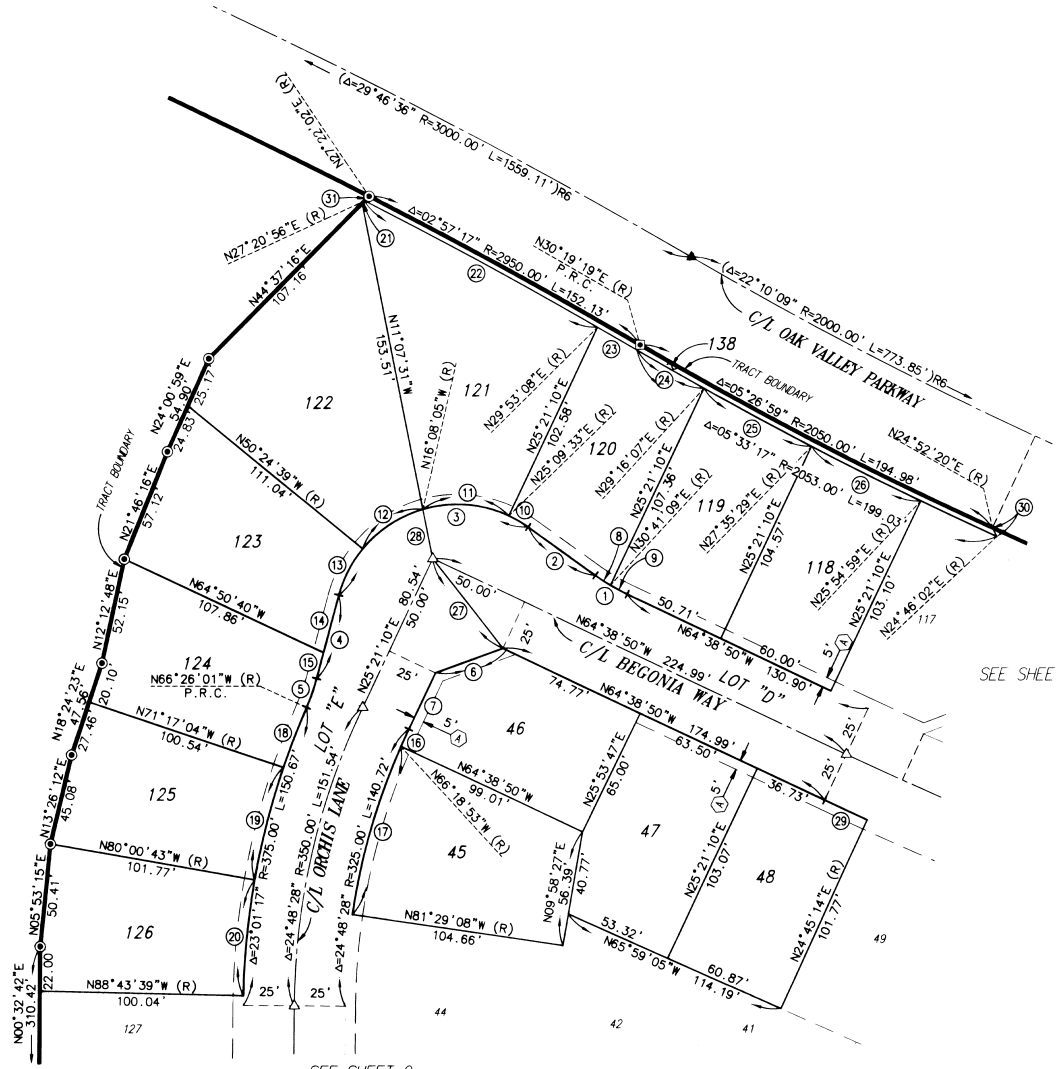 (Δ=29°46'36" R=3000.00' L=1559.11')R6
N27°22'02"E (R)
31
N27°20'56"E (R)
21
Δ=02°57'17" R=2950.00' L=152.13'
22
N30°19'19"E (R)
P.R.C.
(Δ=22°10'09" R=2000.00' L=773.85')R6
C/L OAK VALLEY PARKWAY
N44°37'16"E
107.16'
23
24
138
TRACT BOUNDARY
Δ=05°26'59" R=2050.00' L=194.98'
25
Δ=05°33'17" R=2053.00' L=199.03'
26
N24°52'20"E (R)
30
N11°07'31"W
153.51'
121
122
N16°08'05"W (R)
N29°53'08"E (R)
N25°21'10"E
102.58'
120
N25°09'33"E (R)
N29°16'07"E (R)
N25°21'10"E
107.36'
N30°41'09"E (R)
119
N27°35'29"E (R)
N25°21'10"E
104.57'
118
N25°54'59"E (R)
N25°21'10"E
103.10'
N24°46'02"E (R)
117
N24°00'59"E
54.90'
25.17
24.83
N50°24'39"W (R)
111.04'
TRACT BOUNDARY
N21°46'16"E
57.12'
123
12
11
3
10
2
13
28
8
9
1
50.71'
N64°38'50"W
60.00'
130.90'
5'
A
SEE SHEE
N12°12'48"E
52.15'
N64°50'40"W
107.86'
14
4
15
5
80.54'
50.00'
50.00'
27
25'
N64°38'50"W 224.99'
C/L BEGONIA WAY
LOT "D"
124
N66°26'01"W (R)
P.R.C.
N25°21'10"E
25'
6
7
5'
A
74.77'
N64°38'50"W 174.99'
63.50'
25'
25'
N18°24'23"E
47.56'
20.10'
27.46
N71°17'04"W (R)
100.54'
18
LOT "E"
16
46
N64°38'50"W
99.01'
N66°18'53"W (R)
N25°53'47"E
65.00'
5'
A
36.73'
29
N13°26'12"E
45.08'
125
19
Δ=23°01'17" R=375.00' L=150.67'
Δ=24°48'28" R=350.00' L=151.54'
C/L ORCHIS LANE
Δ=24°48'28" R=325.00' L=140.72'
17
45
47
N25°21'10"E
103.07'
48
N24°45'14"E (R)
101.77'
49
N80°00'43"W (R)
101.77'
N05°53'15"E
50.41'
126
20
N09°58'27"E
56.39'
40.77'
N81°29'08"W (R)
104.66'
53.32'
N65°59'05"W
60.87'
114.19'
N88°43'39"W (R)
100.04'
22.00
N00°32'42"E
310.42'
25'
25'
127
44
42
41